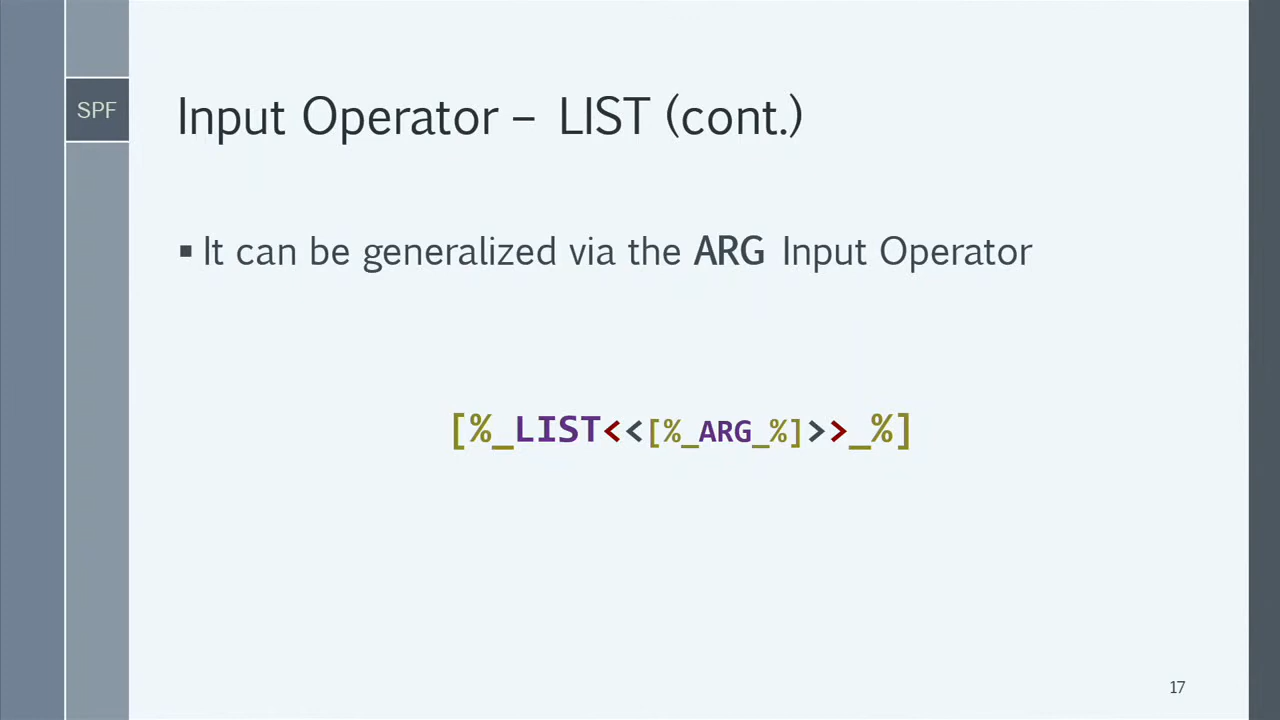 SPF
Input Operator – LIST (cont.)
▪ It can be generalized via the ARG Input Operator
[%_LIST<<[%_ARG_%]>>_%]
17